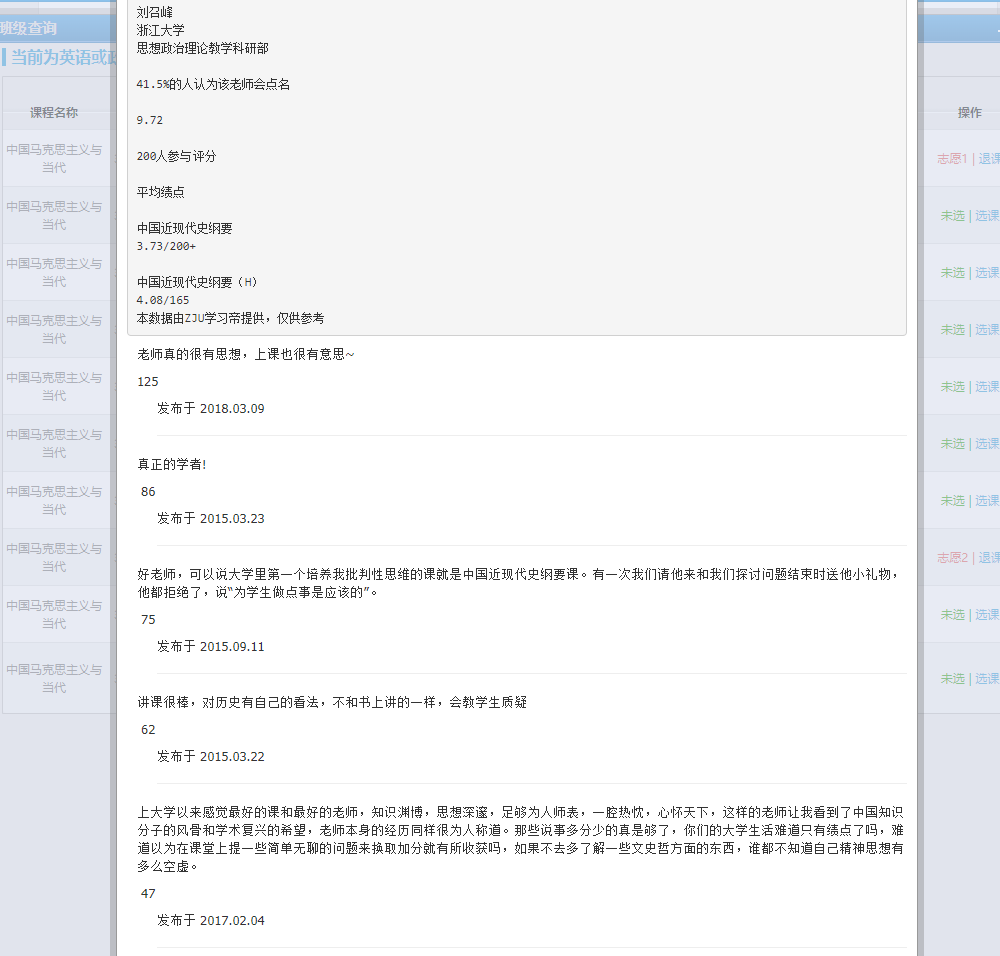 班级查询
当前为英语或
课程名称
操作
中国马克思主义与
当代
志愿1 | 退课
中国马克思主义与
当代
未选 | 选课
中国马克思主义与
当代
未选 | 选课
中国马克思主义与
当代
未选 | 选课
中国马克思主义与
当代
未选 | 选课
中国马克思主义与
当代
未选 | 选课
中国马克思主义与
当代
未选 | 选课
中国马克思主义与
当代
志愿2 | 退课
中国马克思主义与
当代
未选 | 选课
中国马克思主义与
当代
未选 | 选课
刘召峰
浙江大学
思想政治理论教学科研部
41.5%的人认为该老师会点名
9.72
200人参与评分
平均绩点
中国近现代史纲要
3.73/200+
中国近现代史纲要（H）
4.08/165
本数据由ZJU学习帝提供，仅供参考
老师真的很有思想，上课也很有意思~
125
发布于 2018.03.09
真正的学者!
86
发布于 2015.03.23
好老师，可以说大学里第一个培养我批判性思维的课就是中国近现代史纲要课。有一次我们请他来和我们探讨问题结束时送他小礼物，
他都拒绝了，说“为学生做点事是应该的”。
75
发布于 2015.09.11
讲课很棒，对历史有自己的看法，不和书上讲的一样，会教学生质疑
62
发布于 2015.03.22
上大学以来感觉最好的课和最好的老师，知识渊博，思想深邃，足够为人师表，一腔热忱，心怀天下，这样的老师让我看到了中国知识
分子的风骨和学术复兴的希望，老师本身的经历同样很为人称道。那些说事多分少的真是够了，你们的大学生活难道只有绩点了吗，难
道以为在课堂上提一些简单无聊的问题来换取加分就有所收获吗，如果不去多了解一些文史哲方面的东西，谁都不知道自己精神思想有
多么空虚。
47
发布于 2017.02.04